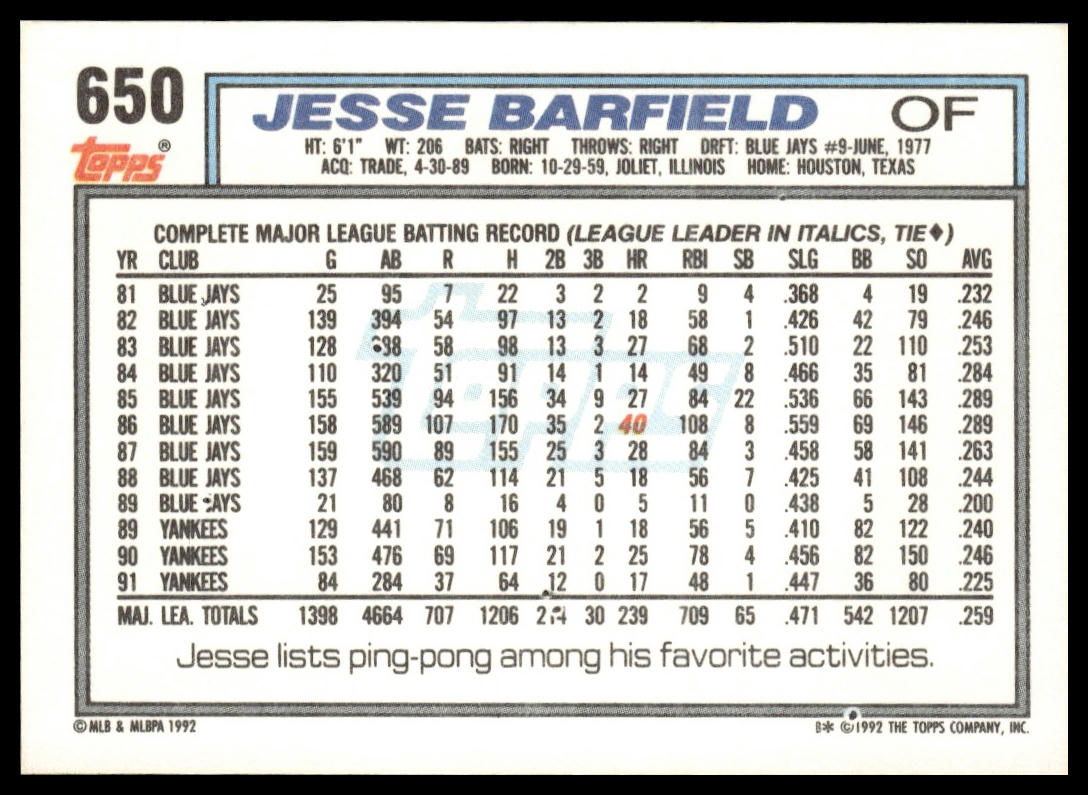 650
JESSE BARFIELD OF
topps®
HT: 6'1" WT: 206 BATS: RIGHT THROWS: RIGHT DRFT: BLUE JAYS #9-JUNE, 1977
ACQ: TRADE, 4-30-89 BORN: 10-29-59, JOLIET, ILLINOIS HOME: HOUSTON, TEXAS
COMPLETE MAJOR LEAGUE BATTING RECORD (LEAGUE LEADER IN ITALICS, TIE♦)
YR CLUB G AB R H 2B 3B HR RBI SB SLG BB SO AVG
81 BLUE JAYS 25 95 7 22 3 2 2 9 4 .368 4 19 .232
82 BLUE JAYS 139 394 54 97 13 2 18 58 1 .426 42 79 .246
83 BLUE JAYS 128 58 98 13 3 27 68 2 .510 22 110 .253
84 BLUE JAYS 110 320 51 91 14 1 14 49 8 .466 35 81 .284
85 BLUE JAYS 155 539 94 156 34 9 27 84 22 .536 66 143 .289
86 BLUE JAYS 158 589 107 170 35 2 40 108 8 .559 69 146 .289
87 BLUE JAYS 159 590 89 155 25 3 28 84 3 .458 58 141 .263
88 BLUE JAYS 137 468 62 114 21 5 18 56 7 .425 41 108 .244
89 BLUE JAYS 21 80 8 16 4 0 5 11 0 .438 5 28 .200
89 YANKEES 129 441 71 106 19 1 18 56 5 .410 82 122 .240
90 YANKEES 153 476 69 117 21 2 25 78 4 .456 82 150 .246
91 YANKEES 84 284 37 64 12 0 17 48 1 .447 36 80 .225
MAJ. LEA. TOTALS 1398 4664 707 1206 214 30 239 709 65 .471 542 1207 .259
Jesse lists ping-pong among his favorite activities.
© MLB & MLBPA 1992
B* ©1992 THE TOPPS COMPANY, INC.